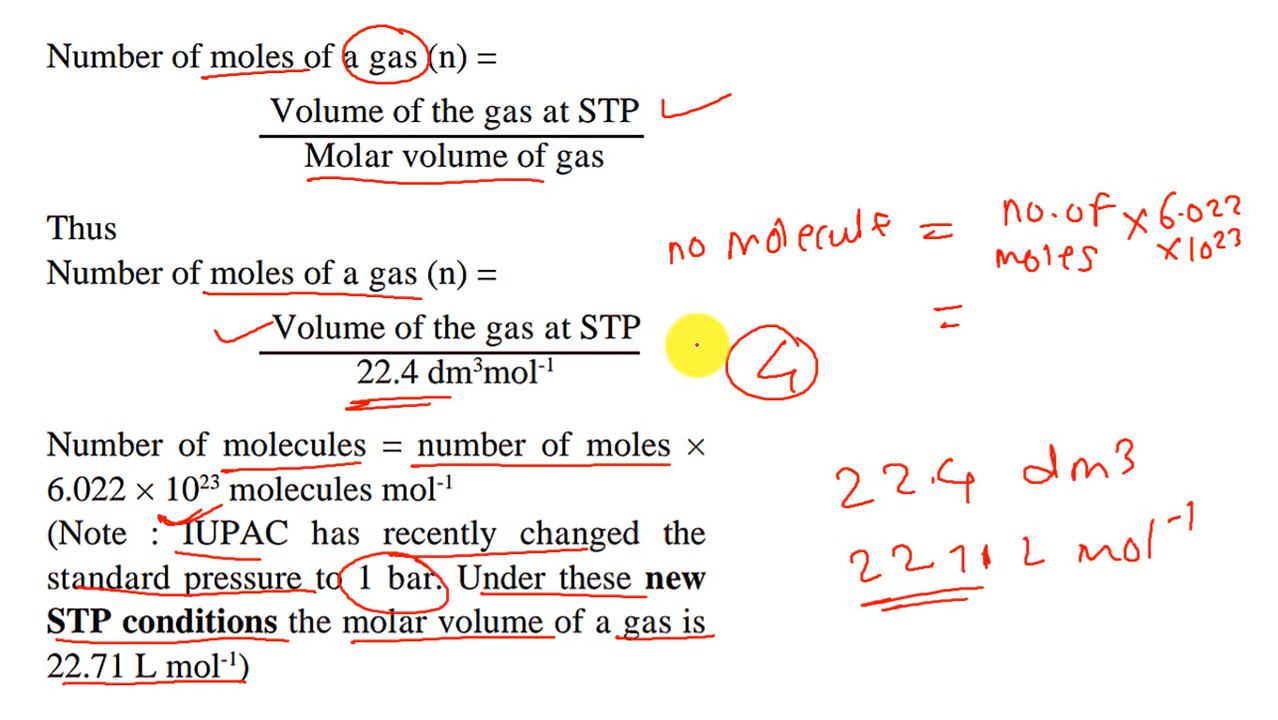 Number of moles of a gas (n) =
Volume of the gas at STP
Molar volume of gas
Thus
Number of moles of a gas (n) =
Volume of the gas at STP
22.4 dm³mol⁻¹
Number of molecules = number of moles ×
6.022 × 10²³ molecules mol⁻¹
(Note : IUPAC has recently changed the
standard pressure to 1 bar. Under these new
STP conditions the molar volume of a gas is
22.71 L mol⁻¹)
no molecule = no. of × 6.022
moles × 10²³
=
4
22.4 dm³
22.71 L mol⁻¹